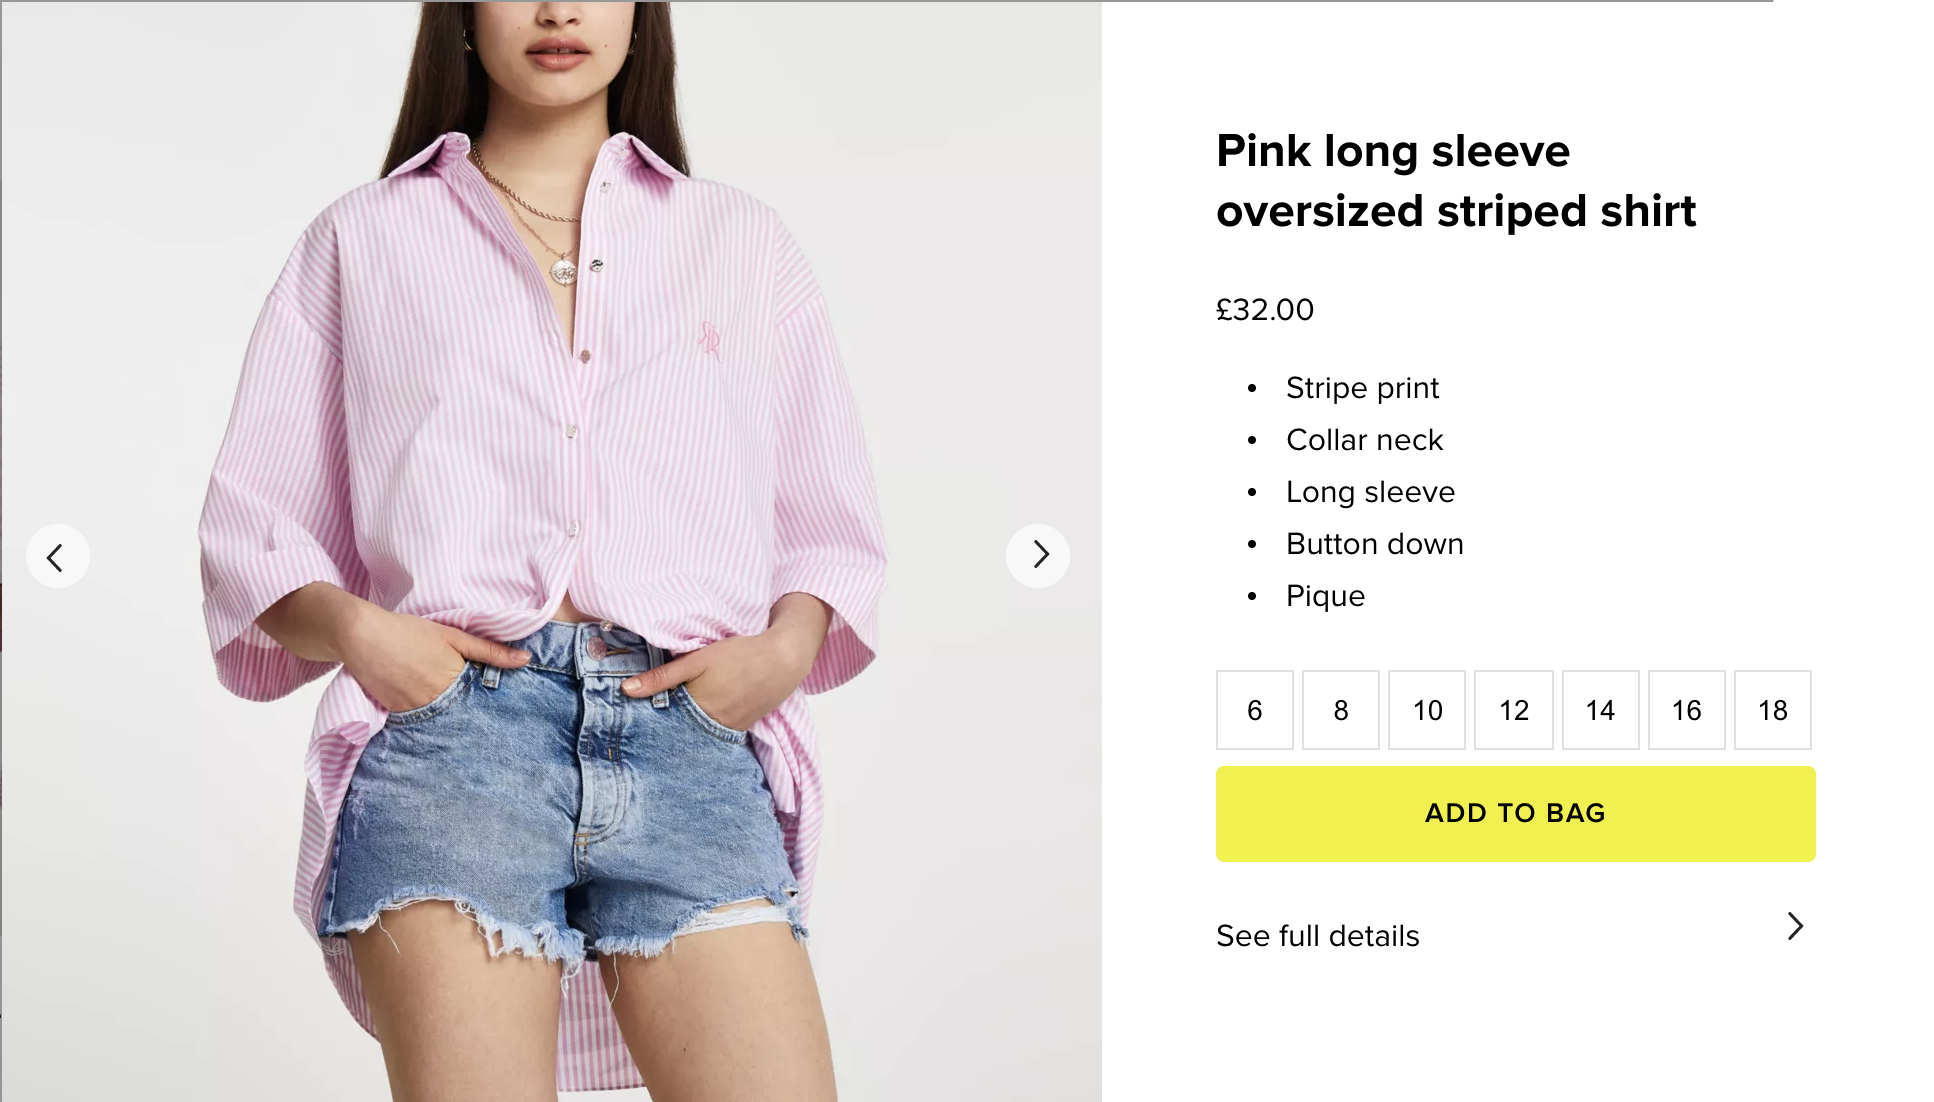 Pink long sleeve
oversized striped shirt
£32.00
• Stripe print
• Collar neck
• Long sleeve
• Button down
• Pique
6 8 10 12 14 16 18
ADD TO BAG
See full details